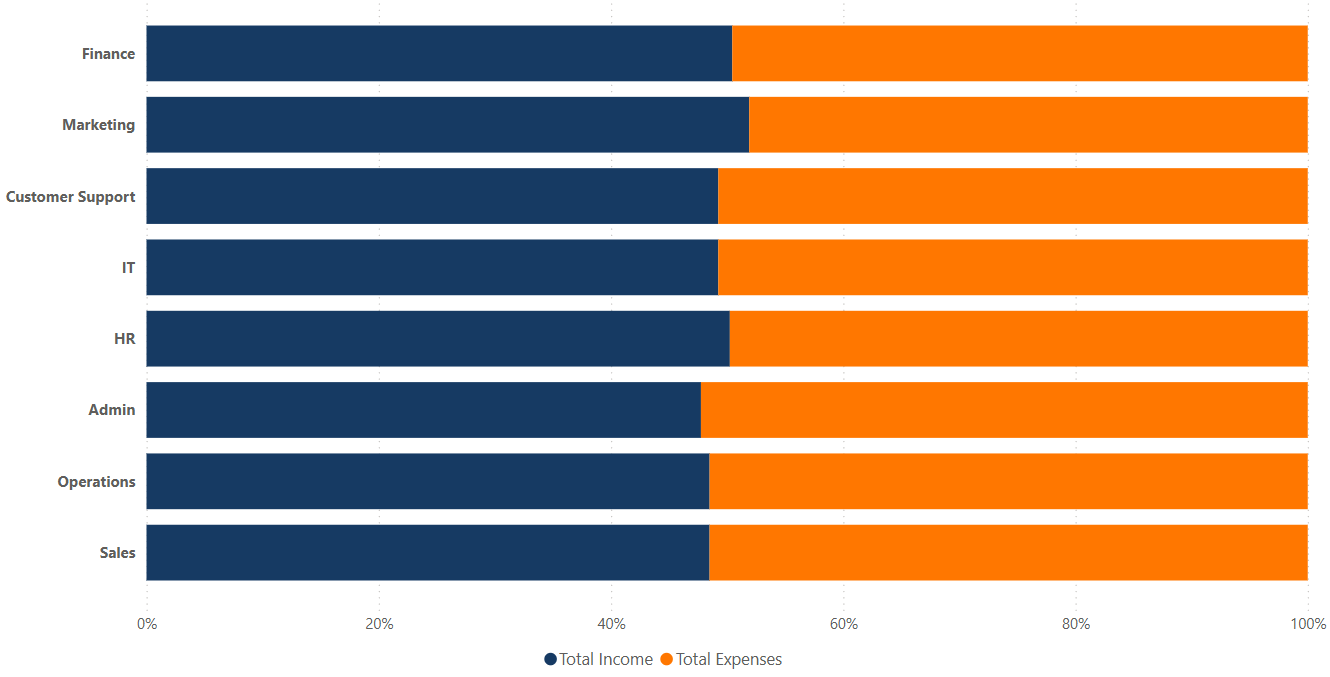 Finance
Marketing
Customer Support
IT
HR
Admin
Operations
Sales
0% 20% 40% 60% 80% 100%
Total Income Total Expenses